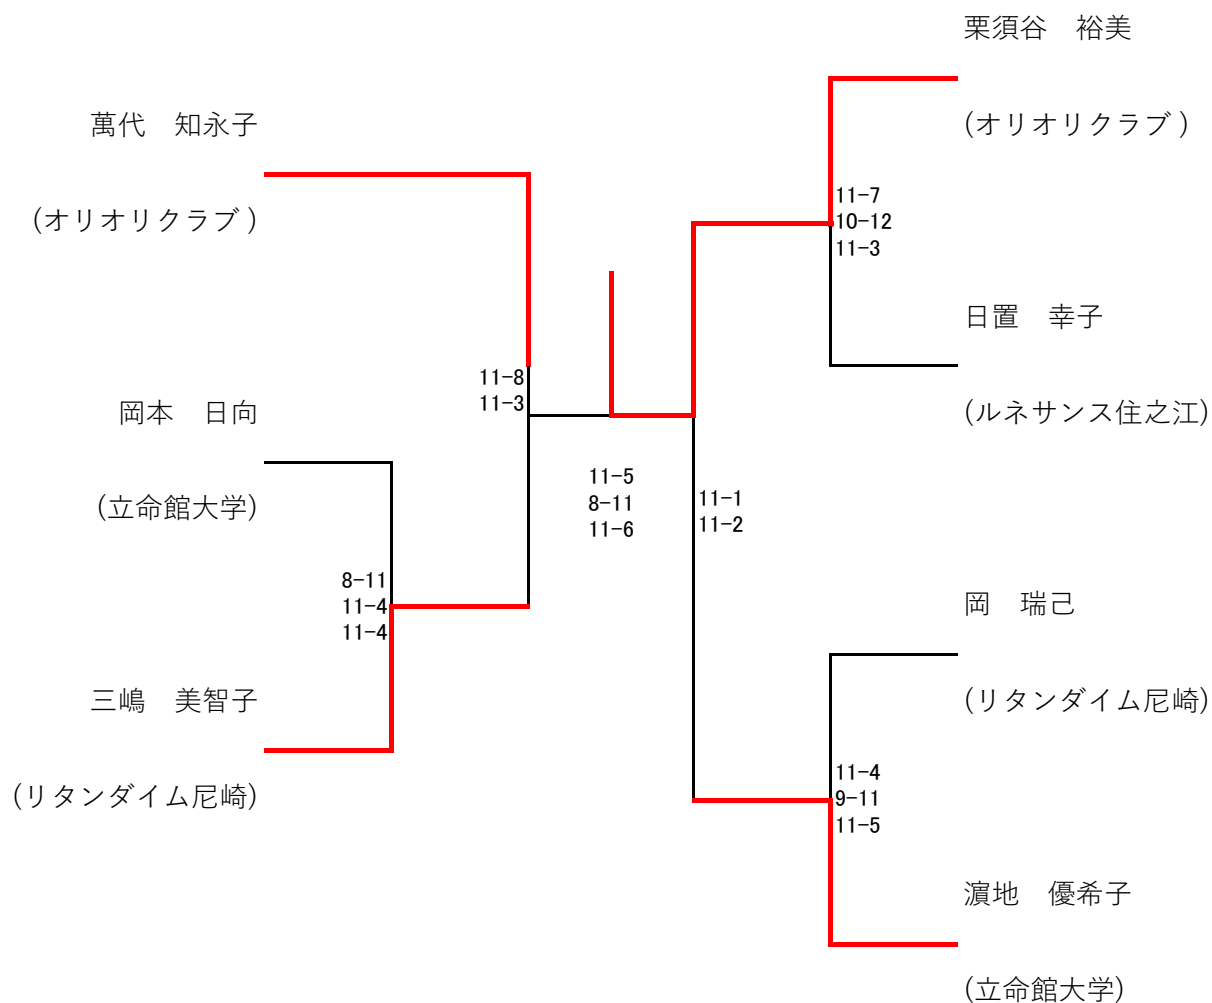 萬代　知永子
(オリオリクラブ)
岡本　日向
(立命館大学)
三嶋　美智子
(リタンダイム尼崎)
8-11
11-4
11-4
11-8
11-3
11-5
8-11
11-6
11-1
11-2
栗須谷　裕美
(オリオリクラブ)
11-7
10-12
11-3
日置　幸子
(ルネサンス住之江)
岡　瑞己
(リタンダイム尼崎)
11-4
9-11
11-5
濵地　優希子
(立命館大学)